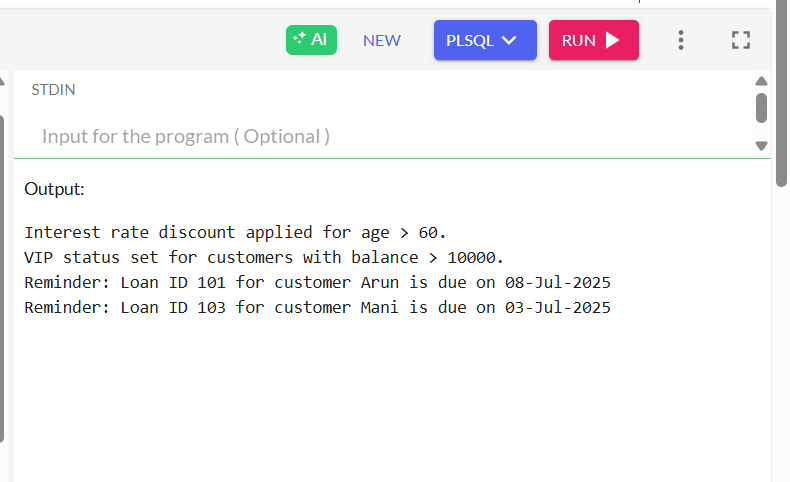 AI
NEW
PLSQL
RUN
STDIN
Input for the program ( Optional )
Output:
Interest rate discount applied for age > 60.
VIP status set for customers with balance > 10000.
Reminder: Loan ID 101 for customer Arun is due on 08-Jul-2025
Reminder: Loan ID 103 for customer Mani is due on 03-Jul-2025